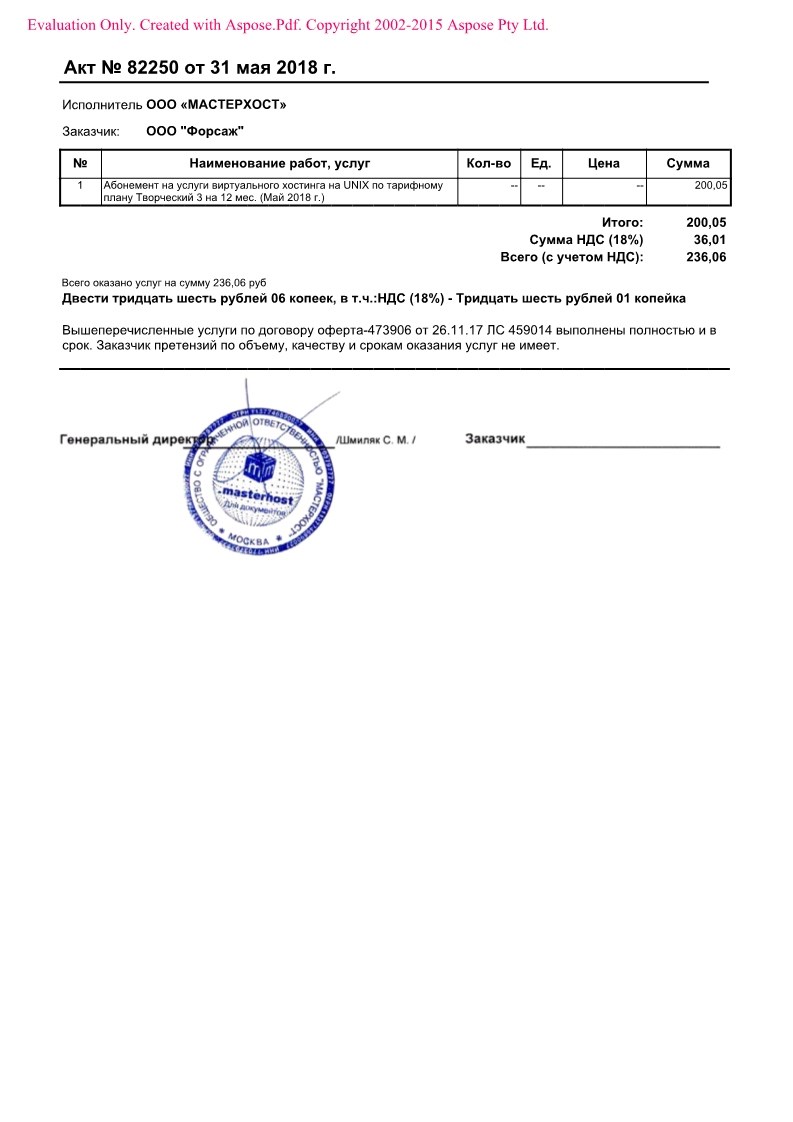 Evaluation Only. Created with Aspose.Pdf. Copyright 2002-2015 Aspose Pty Ltd.
Акт № 82250 от 31 мая 2018 г.
Исполнитель ООО «МАСТЕРХОСТ»
Заказчик: ООО "Форсаж"
№ Наименование работ, услуг Кол-во Ед. Цена Сумма
1 Абонемент на услуги виртуального хостинга на UNIX по тарифному -- -- -- 200,05
плану Творческий 3 на 12 мес. (Май 2018 г.)
Итого: 200,05
Сумма НДС (18%) 36,01
Всего (с учетом НДС): 236,06
Всего оказано услуг на сумму 236,06 руб
Двести тридцать шесть рублей 06 копеек, в т.ч.:НДС (18%) - Тридцать шесть рублей 01 копейка
Вышеперечисленные услуги по договору оферта-473906 от 26.11.17 ЛС 459014 выполнены полностью и в
срок. Заказчик претензий по объему, качеству и срокам оказания услуг не имеет.
Генеральный директор /Шмиляк С. М. / Заказчик
ОБЩЕСТВО С ОГРАНИЧЕННОЙ ОТВЕТСТВЕННОСТЬЮ "МАСТЕРХОСТ"
.masterhost
Для документов
* МОСКВА *